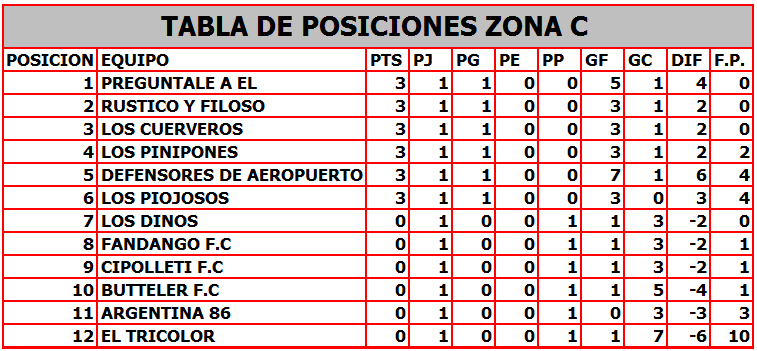 TABLA DE POSICIONES ZONA C
POSICION EQUIPO PTS PJ PG PE PP GF GC DIF F.P.
1 PREGUNTALE A EL 3 1 1 0 0 5 1 4 0
2 RUSTICO Y FILOSO 3 1 1 0 0 3 1 2 0
3 LOS CUERVEROS 3 1 1 0 0 3 1 2 0
4 LOS PINIPONES 3 1 1 0 0 3 1 2 2
5 DEFENSORES DE AEROPUERTO 3 1 1 0 0 7 1 6 4
6 LOS PIOJOSOS 3 1 1 0 0 3 0 3 4
7 LOS DINOS 0 1 0 0 1 1 3 -2 0
8 FANDANGO F.C 0 1 0 0 1 1 3 -2 1
9 CIPOLLETI F.C 0 1 0 0 1 1 3 -2 1
10 BUTTELER F.C 0 1 0 0 1 1 5 -4 1
11 ARGENTINA 86 0 1 0 0 1 0 3 -3 3
12 EL TRICOLOR 0 1 0 0 1 1 7 -6 10